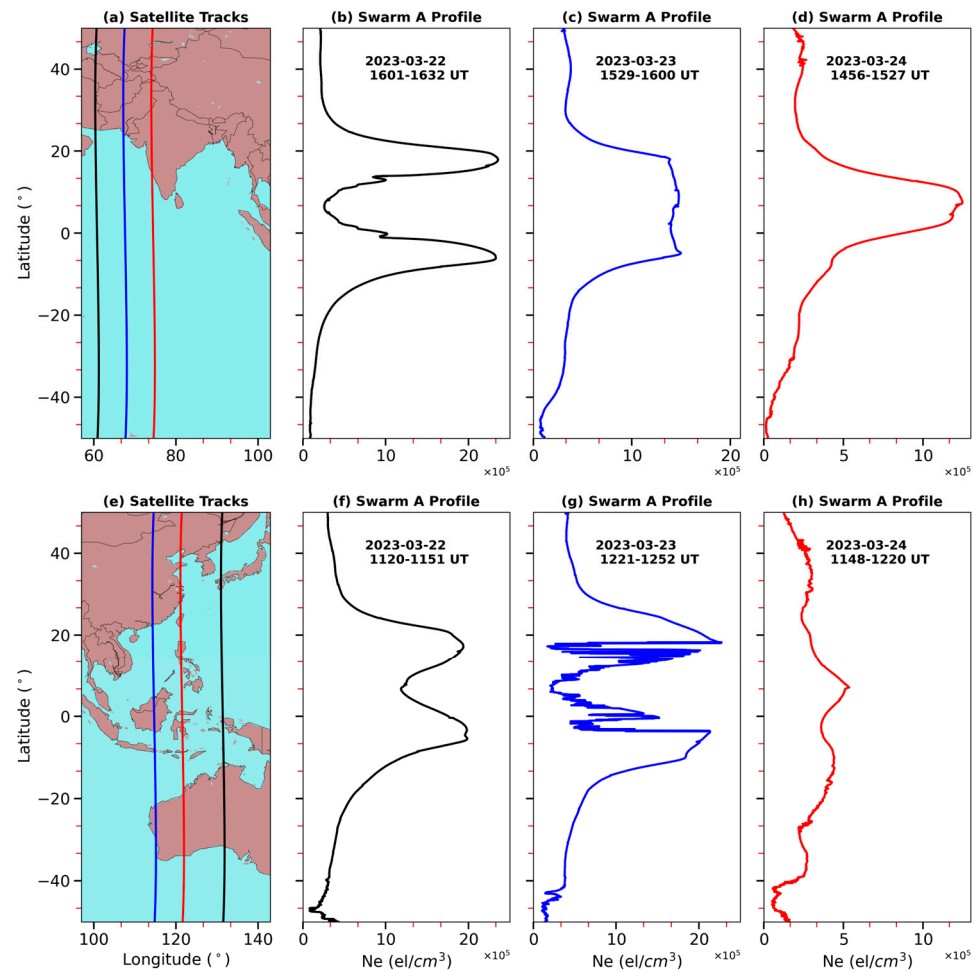 (a) Satellite Tracks (b) Swarm A Profile (c) Swarm A Profile (d) Swarm A Profile
2023-03-22
1601-1632 UT
2023-03-23
1529-1600 UT
2023-03-24
1456-1527 UT
Latitude (°)
40
20
0
−20
−40
60 80 100
0 10 20
×10⁵
0 10 20
×10⁵
0 5 10
×10⁵
(e) Satellite Tracks (f) Swarm A Profile (g) Swarm A Profile (h) Swarm A Profile
2023-03-22
1120-1151 UT
2023-03-23
1221-1252 UT
2023-03-24
1148-1220 UT
Latitude (°)
40
20
0
−20
−40
100 120 140
0 10 20
×10⁵
0 10 20
×10⁵
0 5 10
×10⁵
Longitude (°) Ne (el/cm³) Ne (el/cm³) Ne (el/cm³)